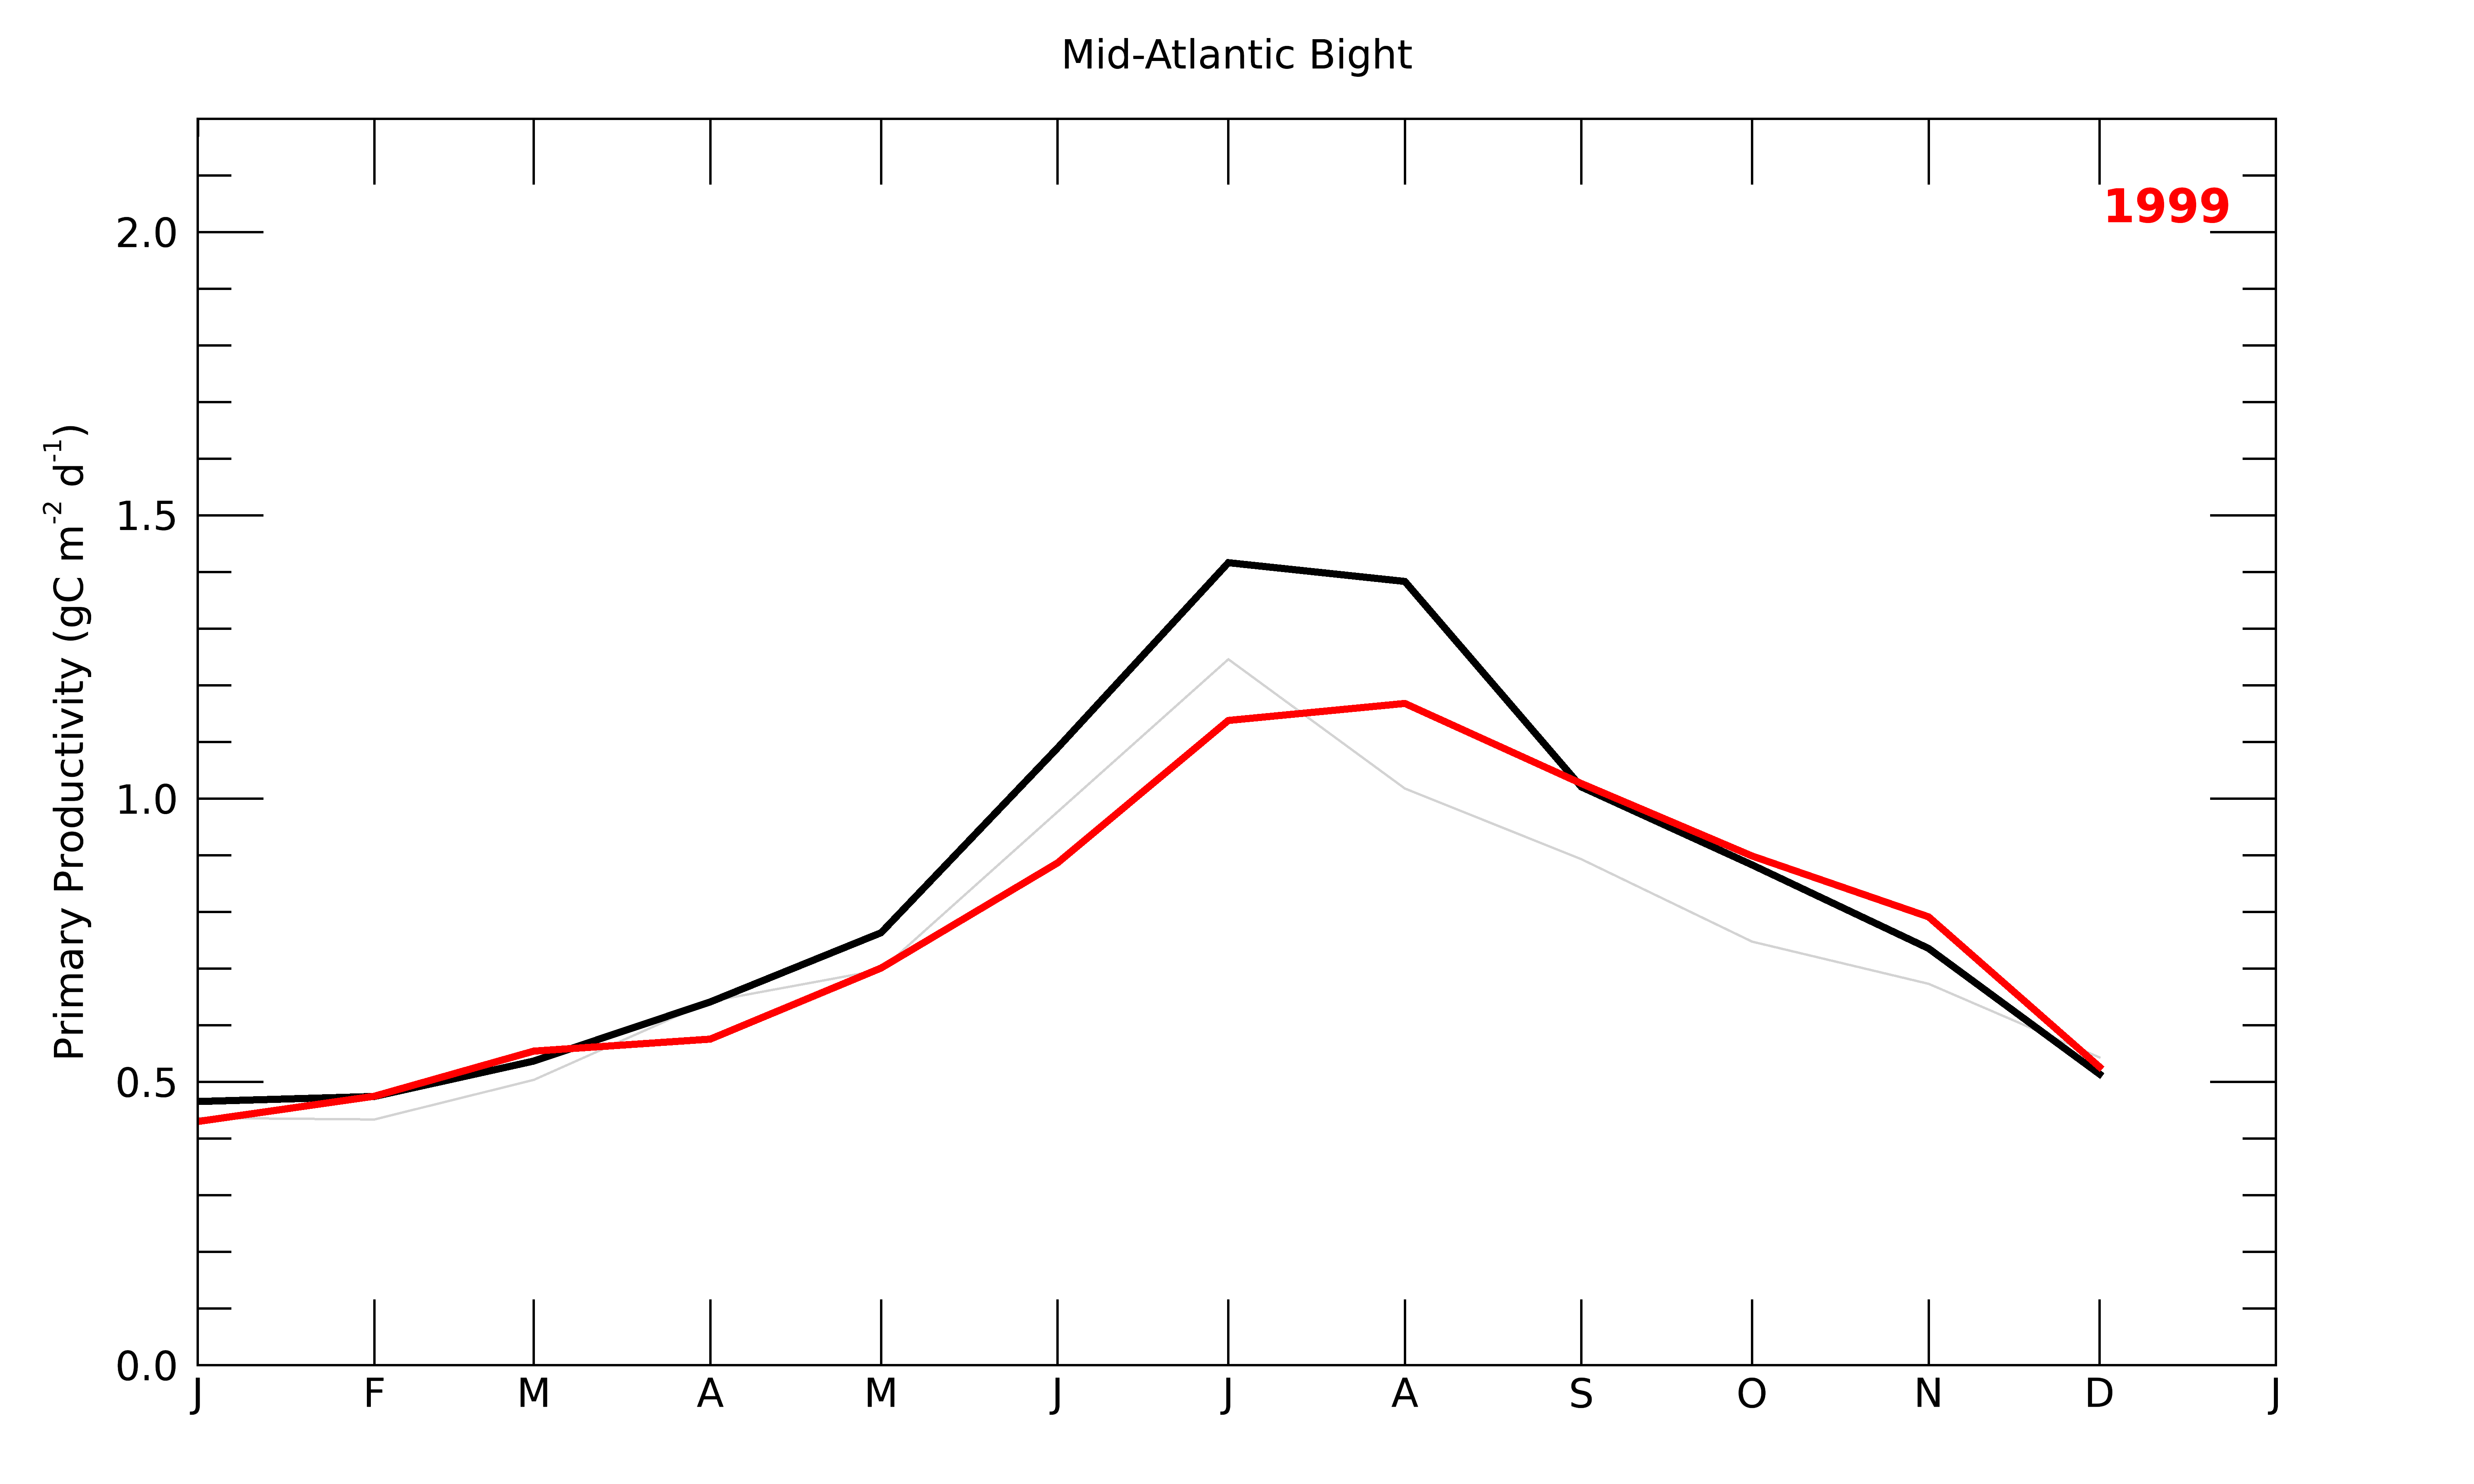 Mid-Atlantic Bight
1999
Primary Productivity (gC m⁻² d⁻¹)
2.0
1.5
1.0
0.5
0.0
J F M A M J J A S O N D J